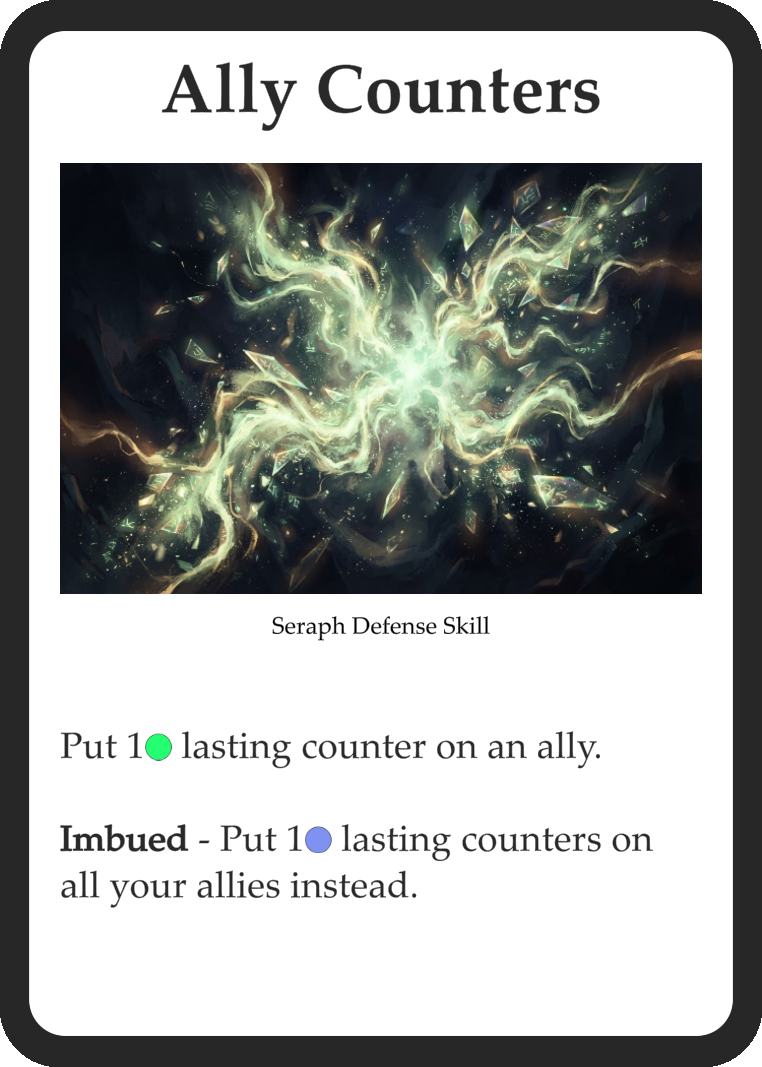 Ally Counters
Seraph Defense Skill
Put 1 lasting counter on an ally.
Imbued - Put 1 lasting counters on
all your allies instead.